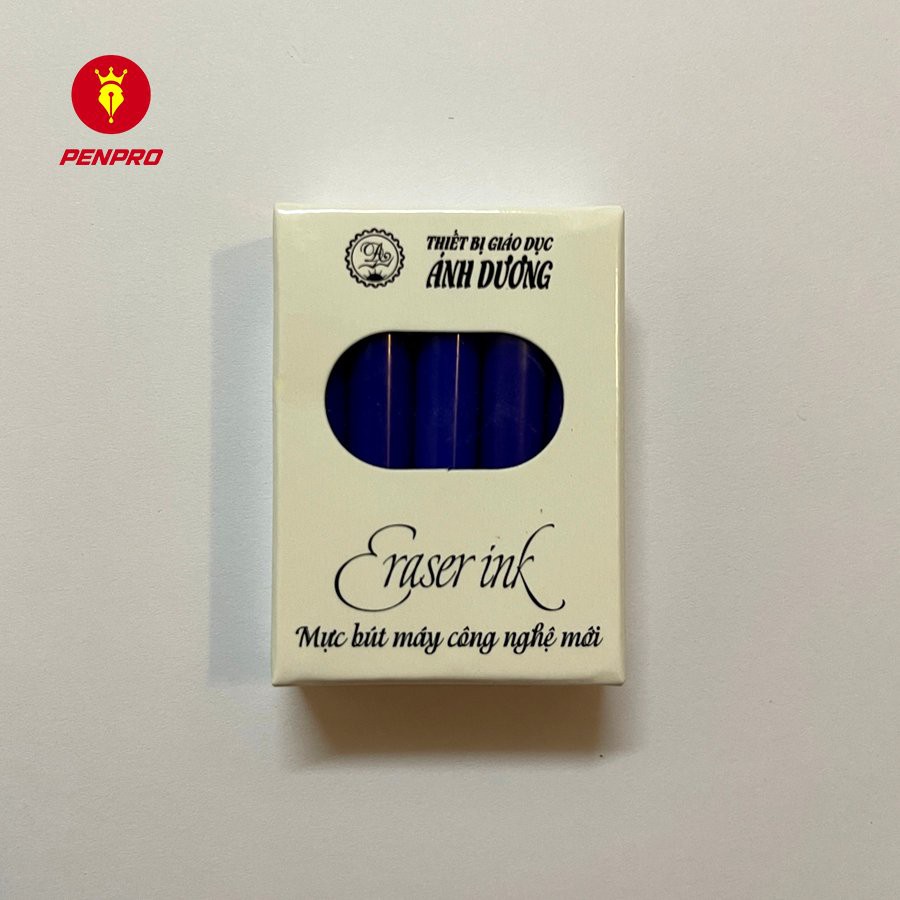 PENPRO
THIẾT BỊ GIÁO DỤC
ÁNH DƯƠNG
Eraser ink
Mực bút máy công nghệ mới